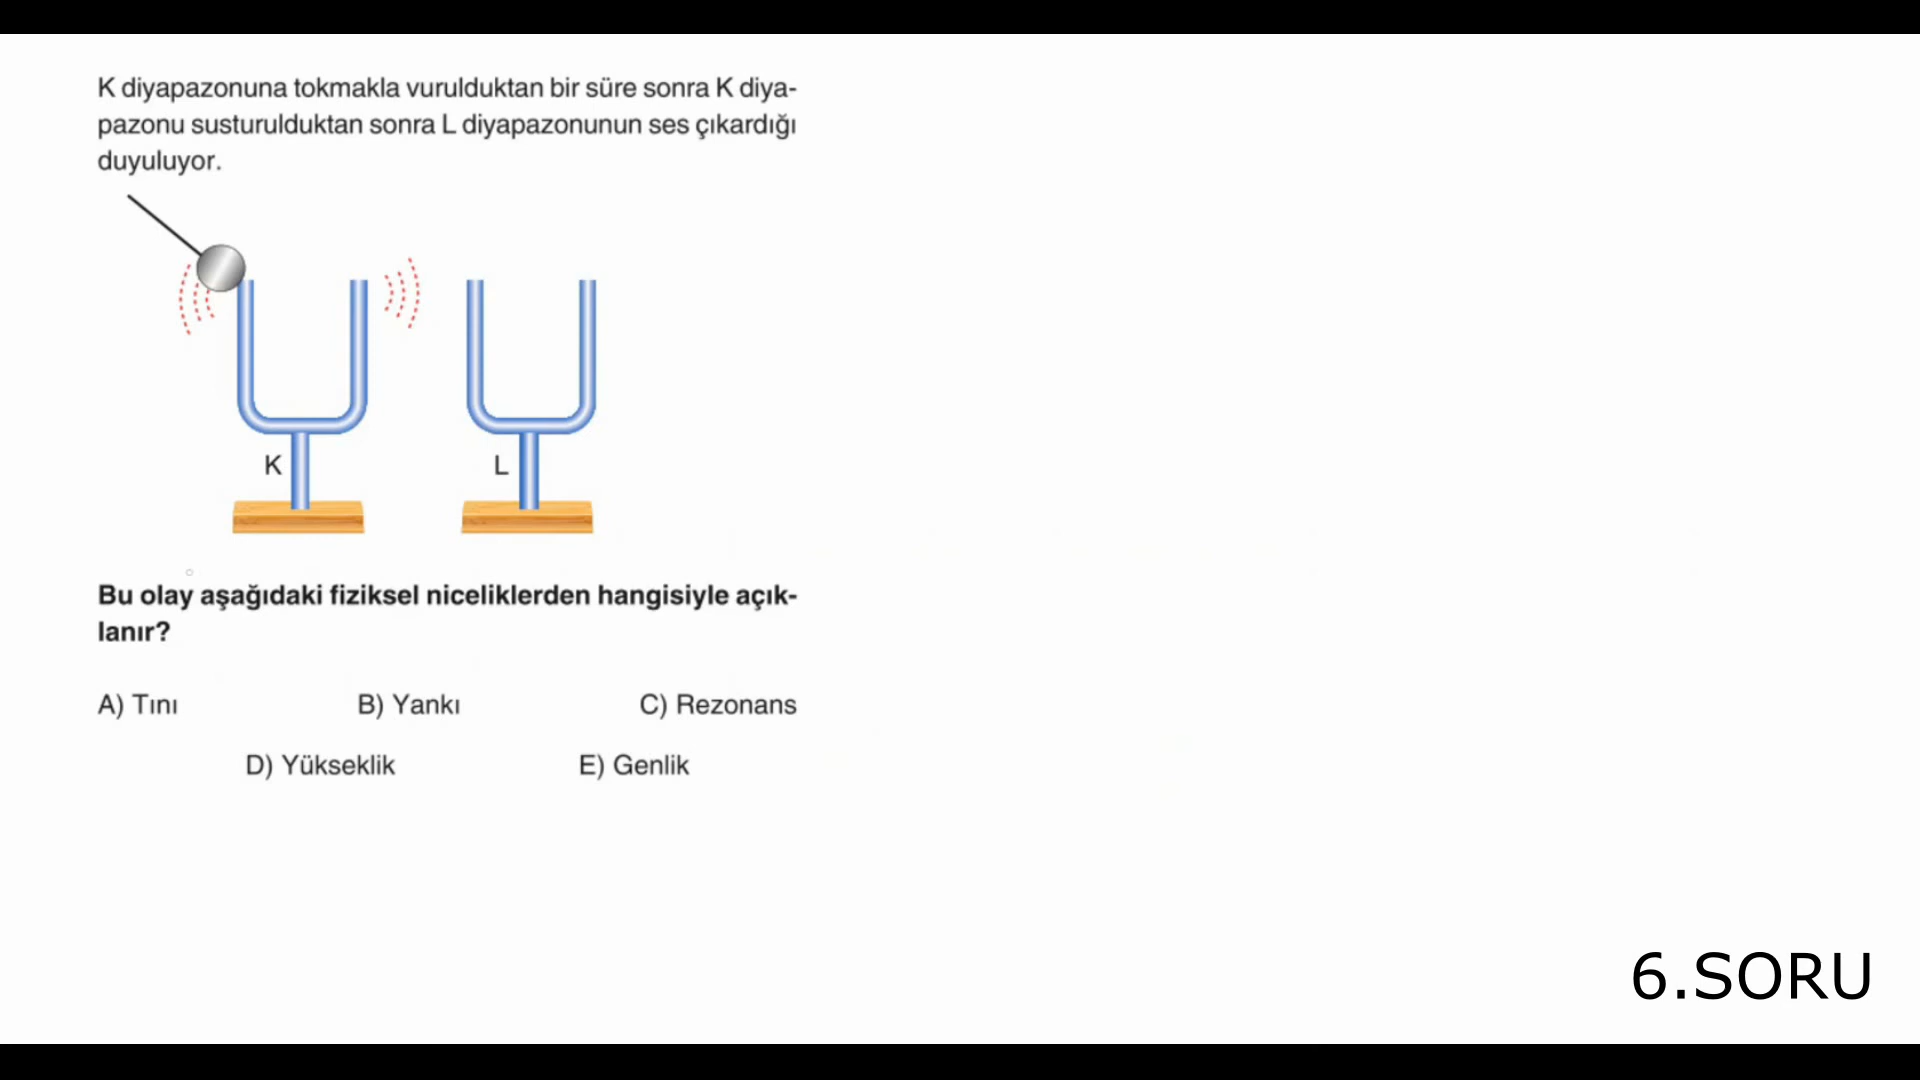 K diyapazonuna tokmakla vurulduktan bir süre sonra K diya-
pazonu susturulduktan sonra L diyapazonunun ses çıkardığı
duyuluyor.
K
L
Bu olay aşağıdaki fiziksel niceliklerden hangisiyle açık-
lanır?
A) Tını B) Yankı C) Rezonans
D) Yükseklik E) Genlik
6.SORU